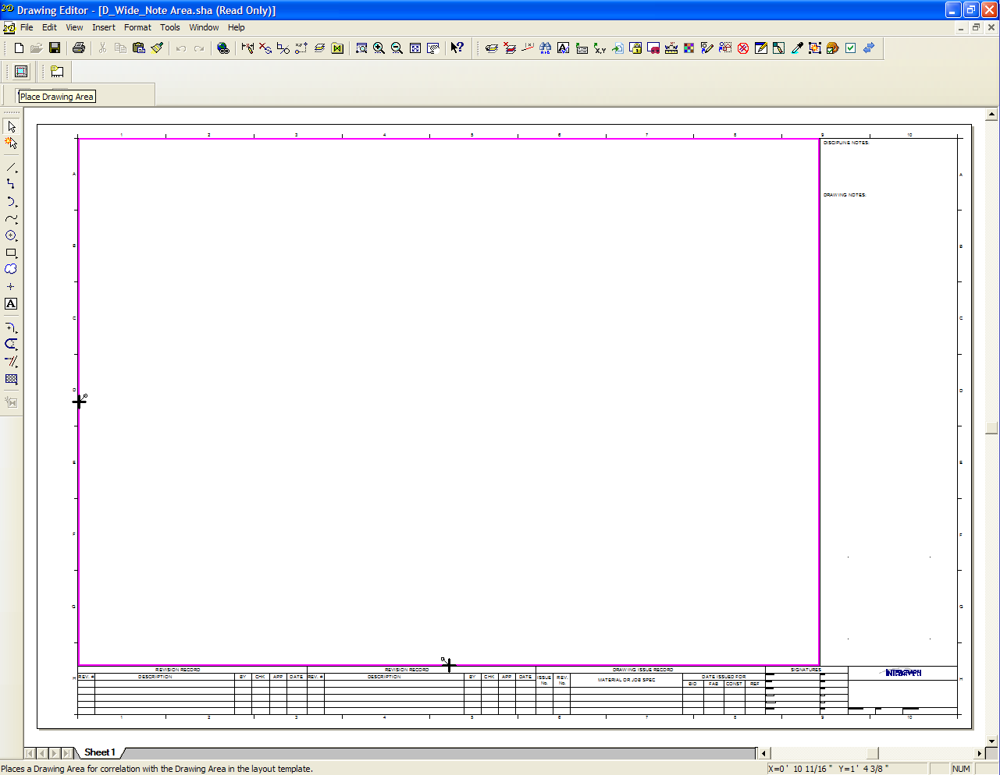 2D Drawing Editor - [D_Wide_Note Area.sha (Read Only)]
2D File Edit View Insert Format Tools Window Help
X,Y
Place Drawing Area
1 2 3 4 5 6 7 8 9 10
DISCIPLINE NOTES:
A A
DRAWING NOTES:
B B
C C
A
D D
E E
F F
G G
REVISION RECORD REVISION RECORD DRAWING ISSUE RECORD SIGNATURES INTERGRAPH
H REV. # DESCRIPTION BY CHK APP DATE REV. # DESCRIPTION BY CHK APP DATE ISSUE No. REV. No. MATERIAL OR JOB SPEC DATE ISSUED FOR H
BID FAB CONST REF
1 2 3 4 5 6 7 8 9 10
Sheet1
Places a Drawing Area for correlation with the Drawing Area in the layout template. X=0 ' 10 11/16 " Y=1 ' 4 3/8 " NUM